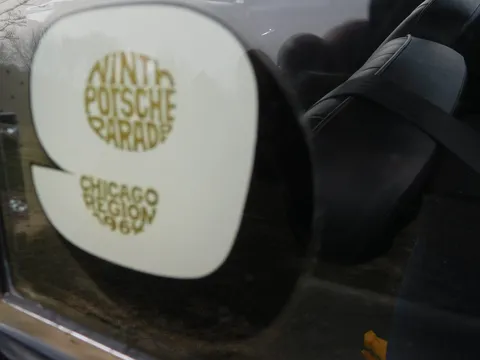 NINTH
PORSCHE
PARADE
CHICAGO
REGION
1964